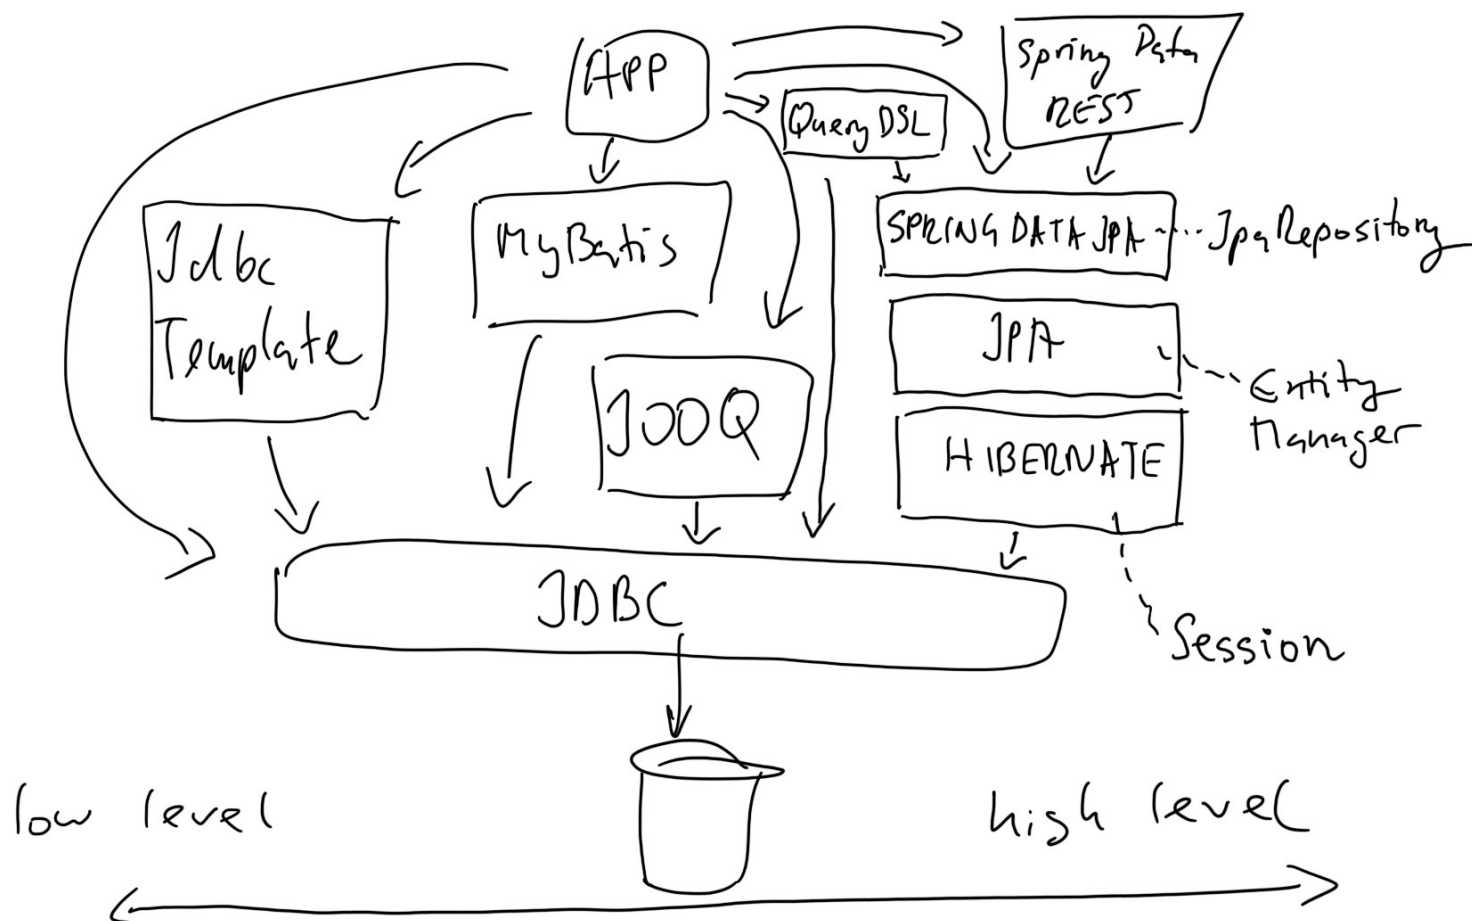 APP
Spring Data
REST
Query DSL
Jdbc
Template
MyBatis
SPRING DATA JPA
JpaRepository
JPA
Entity
Manager
JOOQ
HIBERNATE
JDBC
Session
low level
high level